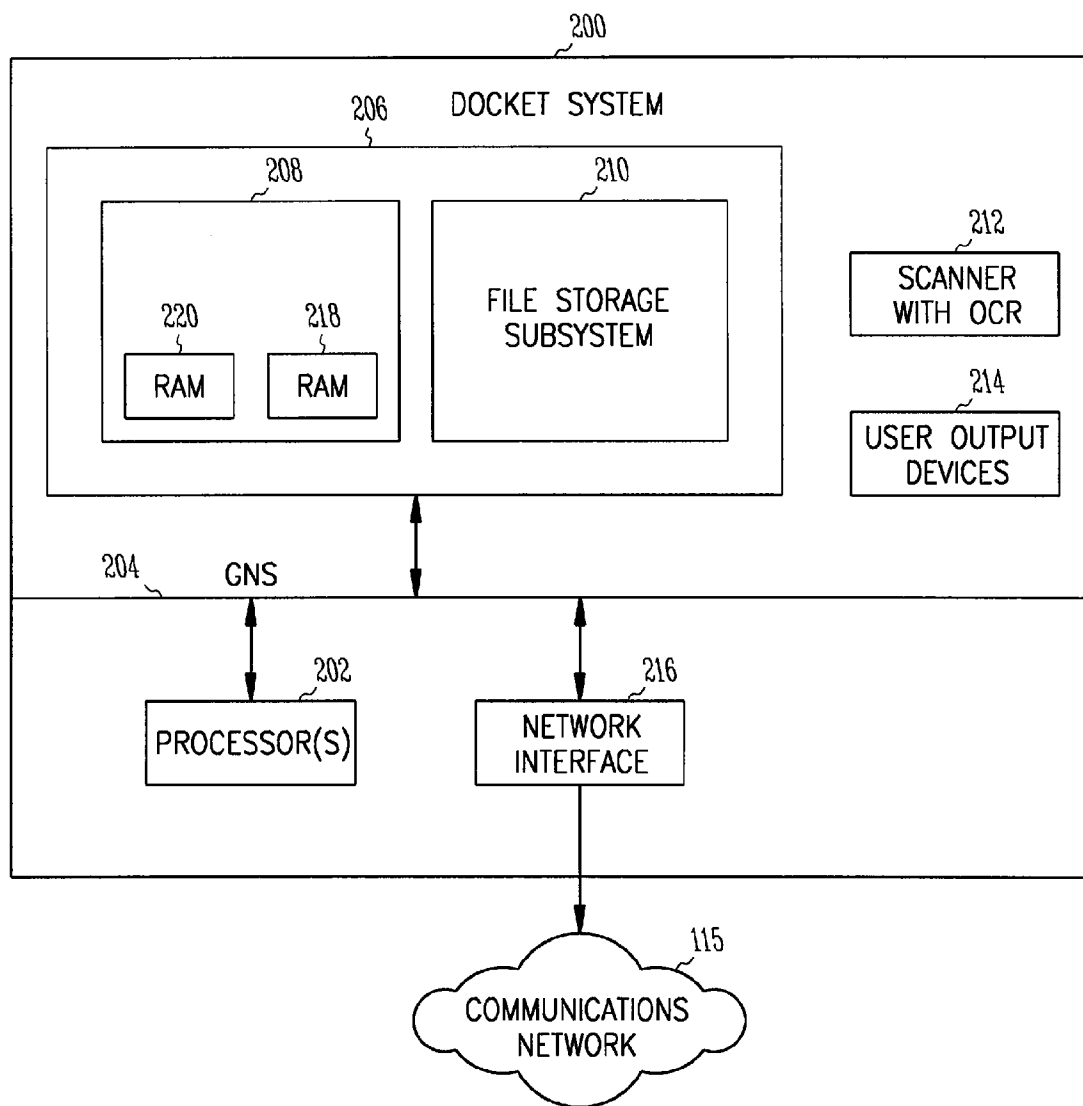 200
DOCKET SYSTEM
206
208
210
212
SCANNER
WITH OCR
FILE STORAGE
SUBSYSTEM
220
218
RAM
RAM
214
USER OUTPUT
DEVICES
204
GNS
202
216
PROCESSOR(S)
NETWORK
INTERFACE
115
COMMUNICATIONS
NETWORK